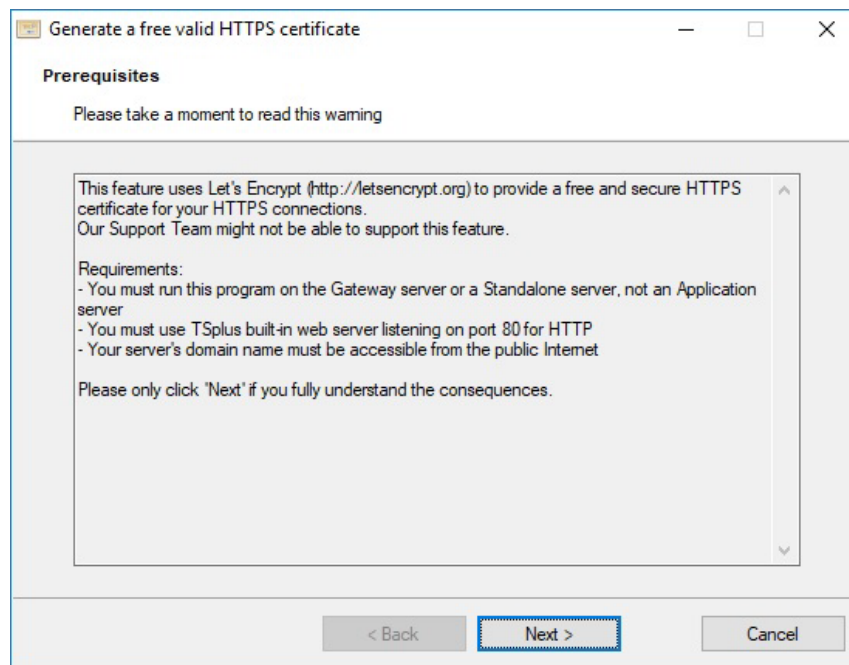 Generate a free valid HTTPS certificate
Prerequisites
Please take a moment to read this warning
This feature uses Let's Encrypt (http://letsencrypt.org) to provide a free and secure HTTPS
certificate for your HTTPS connections.
Our Support Team might not be able to support this feature.
Requirements:
- You must run this program on the Gateway server or a Standalone server, not an Application
server
- You must use TSplus built-in web server listening on port 80 for HTTP
- Your server's domain name must be accessible from the public Internet
Please only click 'Next' if you fully understand the consequences.
< Back
Next >
Cancel